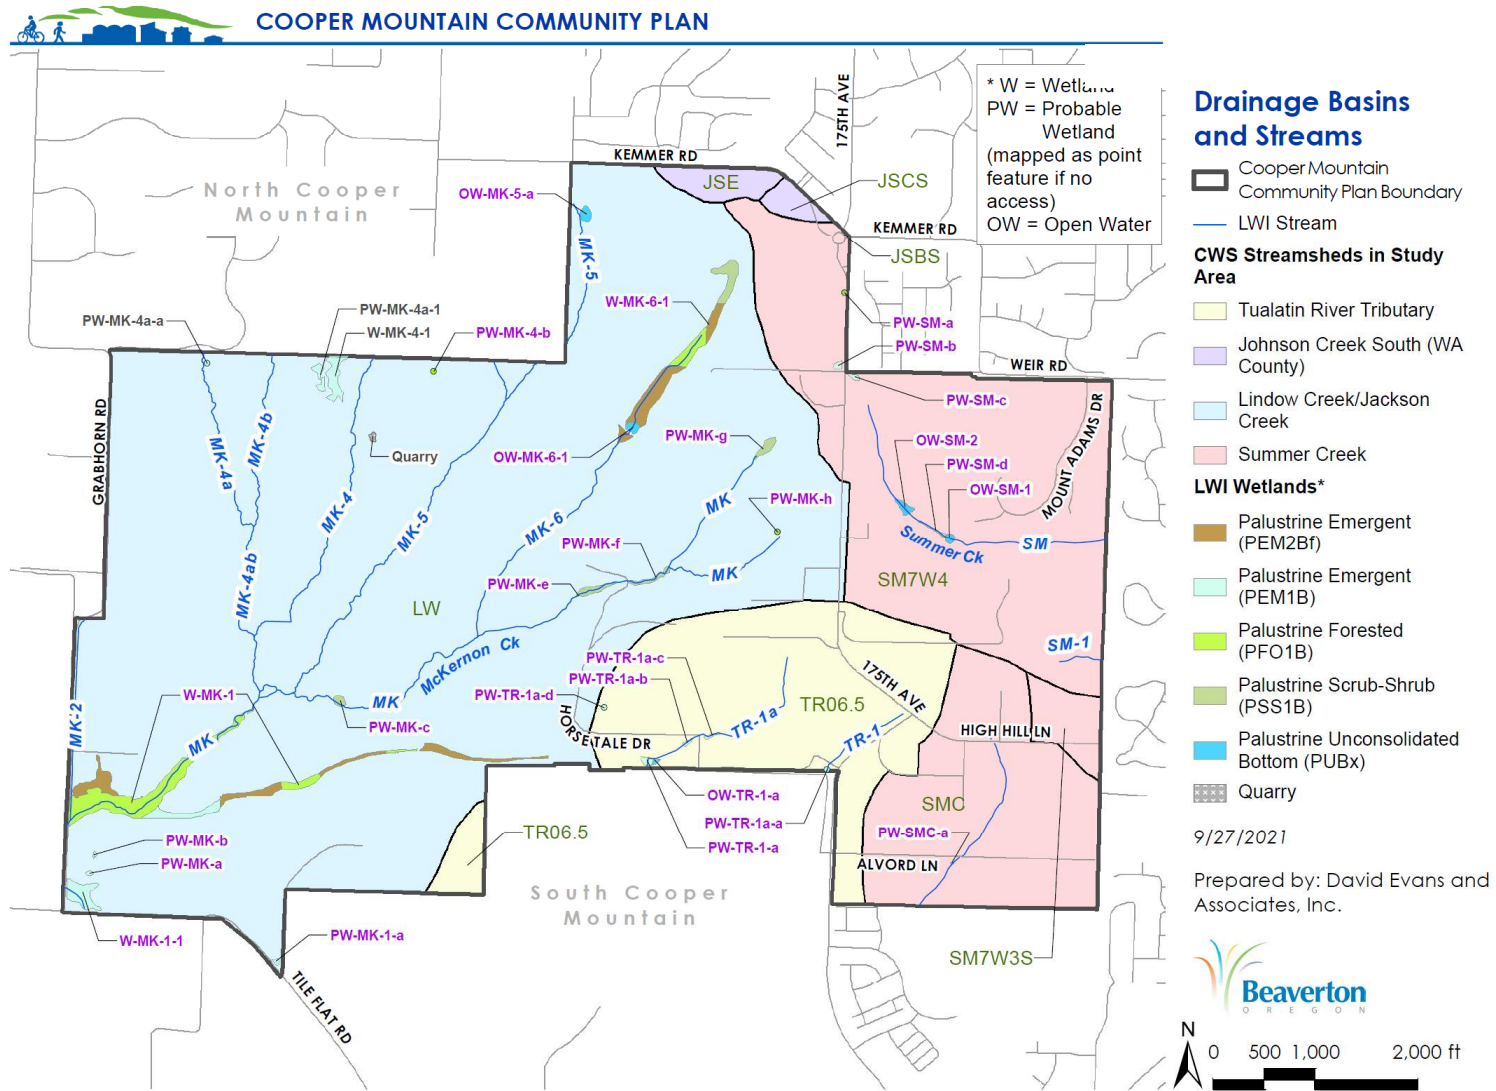 COOPER MOUNTAIN COMMUNITY PLAN
* W = Wetland
PW = Probable
Wetland
(mapped as point
feature if no
access)
OW = Open Water
Drainage Basins
and Streams
Cooper Mountain
Community Plan Boundary
LWI Stream
CWS Streamsheds in Study
Area
Tualatin River Tributary
Johnson Creek South (WA
County)
Lindow Creek/Jackson
Creek
Summer Creek
LWI Wetlands*
Palustrine Emergent
(PEM2Bf)
Palustrine Emergent
(PEM1B)
Palustrine Forested
(PFO1B)
Palustrine Scrub-Shrub
(PSS1B)
Palustrine Unconsolidated
Bottom (PUBx)
Quarry
9/27/2021
Prepared by: David Evans and
Associates, Inc.
Beaverton
OREGON
N
0 500 1,000 2,000 ft
175TH AVE
KEMMER RD
JSE
JSCS
North Cooper
Mountain
OW-MK-5-a
KEMMER RD
JSBS
MK-5
W-MK-6-1
PW-MK-4a-1
PW-MK-4a-a
W-MK-4-1
PW-MK-4-b
PW-SM-a
PW-SM-b
WEIR RD
PW-SM-c
GRABHORN RD
MK-4a
MK-4b
Quarry
OW-MK-6-1
PW-MK-g
OW-SM-2
PW-SM-d
OW-SM-1
MOUNT ADAMS DR
MK-4
MK-5
MK-6
MK
PW-MK-h
Summer Ck
SM
PW-MK-f
MK
PW-MK-e
SM7W4
MK-4ab
LW
McKernon Ck
SM-1
PW-TR-1a-c
PW-TR-1a-b
PW-TR-1a-d
175TH AVE
W-MK-1
MK
PW-MK-c
MK-2
MK
TR06.5
TR-1a
TR-1
HORSE TALE DR
HIGH HILL LN
OW-TR-1-a
PW-TR-1a-a
PW-TR-1-a
SMC
PW-SMC-a
TR06.5
PW-MK-b
PW-MK-a
ALVORD LN
South Cooper
Mountain
W-MK-1-1
PW-MK-1-a
SM7W3S
TILE FLAT RD